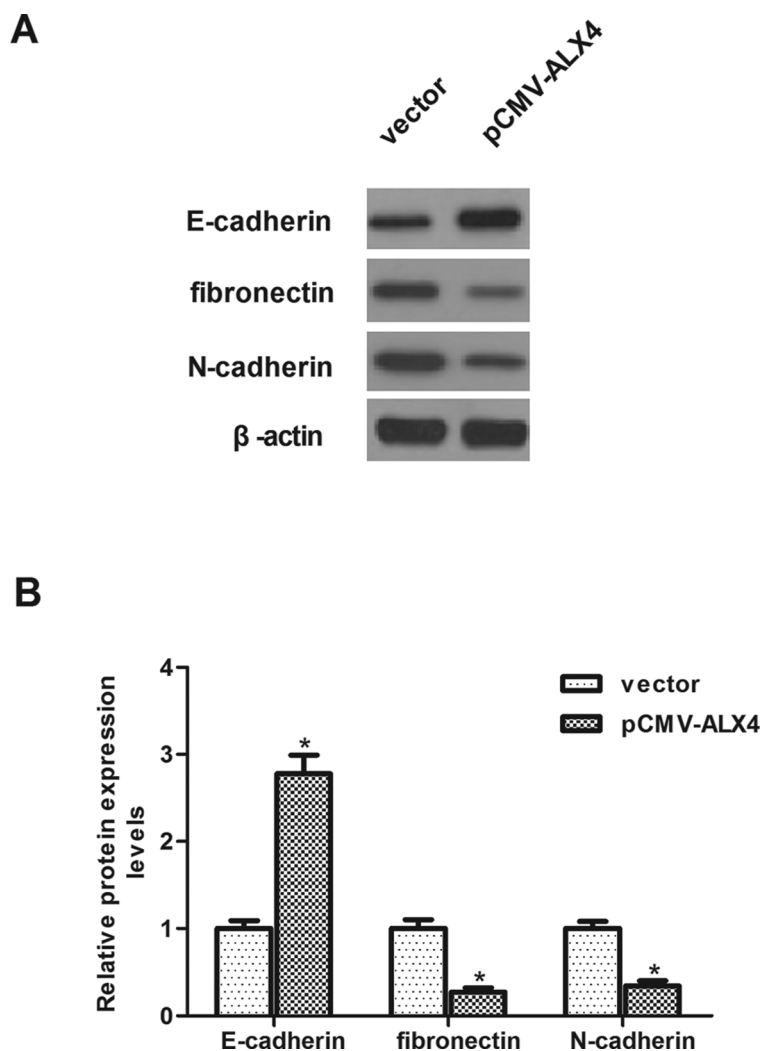 A
vector
pCMV-ALX4
E-cadherin
fibronectin
N-cadherin
β -actin
B
Relative protein expression
levels
4
3
2
1
0
vector
pCMV-ALX4
*
*
*
E-cadherin
fibronectin
N-cadherin